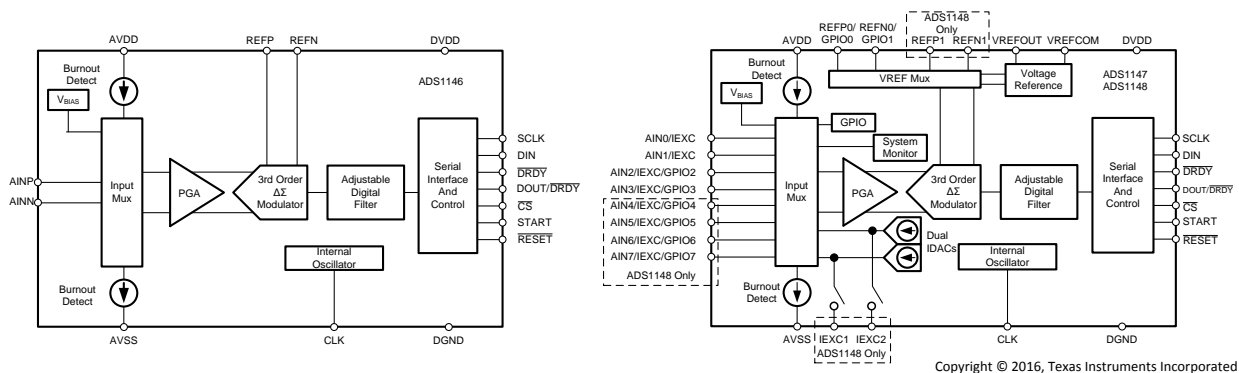 AVDD
REFP REFN
DVDD
Burnout
Detect
ADS1146
VBIAS
Input
Mux
PGA
3rd Order
ΔΣ
Modulator
Adjustable
Digital
Filter
Serial
Interface
And
Control
SCLK
DIN
DRDY
DOUT/DRDY
CS
START
RESET
AINP
AINN
Internal
Oscillator
Burnout
Detect
AVSS
CLK
DGND
ADS1148
Only
REFP0/ REFN0/
GPIO0 GPIO1
REFP1 REFN1
VREFOUT VREFCOM
AVDD
DVDD
Burnout
Detect
VREF Mux
Voltage
Reference
ADS1147
ADS1148
VBIAS
GPIO
System
Monitor
AIN0/IEXC
AIN1/IEXC
AIN2/IEXC/GPIO2
AIN3/IEXC/GPIO3
AIN4/IEXC/GPIO4
AIN5/IEXC/GPIO5
AIN6/IEXC/GPIO6
AIN7/IEXC/GPIO7
ADS1148 Only
Input
Mux
PGA
3rd Order
ΔΣ
Modulator
Adjustable
Digital
Filter
Serial
Interface
And
Control
SCLK
DIN
DRDY
DOUT/DRDY
CS
START
RESET
Dual
IDACs
Internal
Oscillator
Burnout
Detect
AVSS
IEXC1 IEXC2
ADS1148 Only
CLK
DGND
Copyright © 2016, Texas Instruments Incorporated